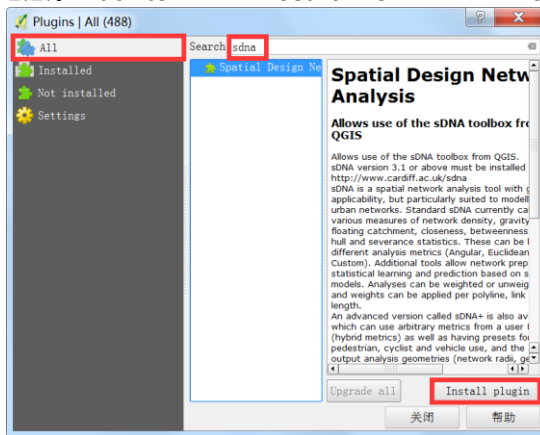 Plugins | All (488)
All
Installed
Not installed
Settings
Search sdna
Spatial Design Ne
Spatial Design Netw
Analysis
Allows use of the sDNA toolbox fro
QGIS
Allows use of the sDNA toolbox from QGIS.
sDNA version 3.1 or above must be installed
http://www.cardiff.ac.uk/sdna
sDNA is a spatial network analysis tool with g
applicability, but particularly suited to modell
urban networks. Standard sDNA currently ca
various measures of network density, gravity
floating catchment, closeness, betweenness
hull and severance statistics. These can be
different analysis metrics (Angular, Euclidean
Custom). Additional tools allow network prep
statistical learning and prediction based on s
models. Analyses can be weighted or unweig
and weights can be applied per polyline, link
length.
An advanced version called sDNA+ is also av
which can use arbitrary metrics from a user f
(hybrid metrics) as well as having presets for
pedestrian, cyclist and vehicle use, and the
output analysis geometries (network radii, ge
Upgrade all
Install plugin
关闭
帮助